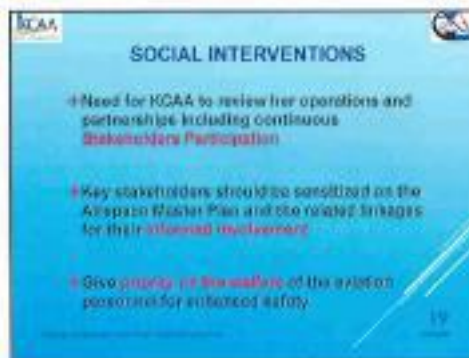 KCAA
SOCIAL INTERVENTIONS
Need for KCAA to review her operations and
partnerships including continuous
Stakeholders Participation
Key stakeholders should be sensitized on the
Airspace Master Plan and the related linkages
for their informed involvement
Give priority on the welfare of the aviation
personnel for enhanced safety
19